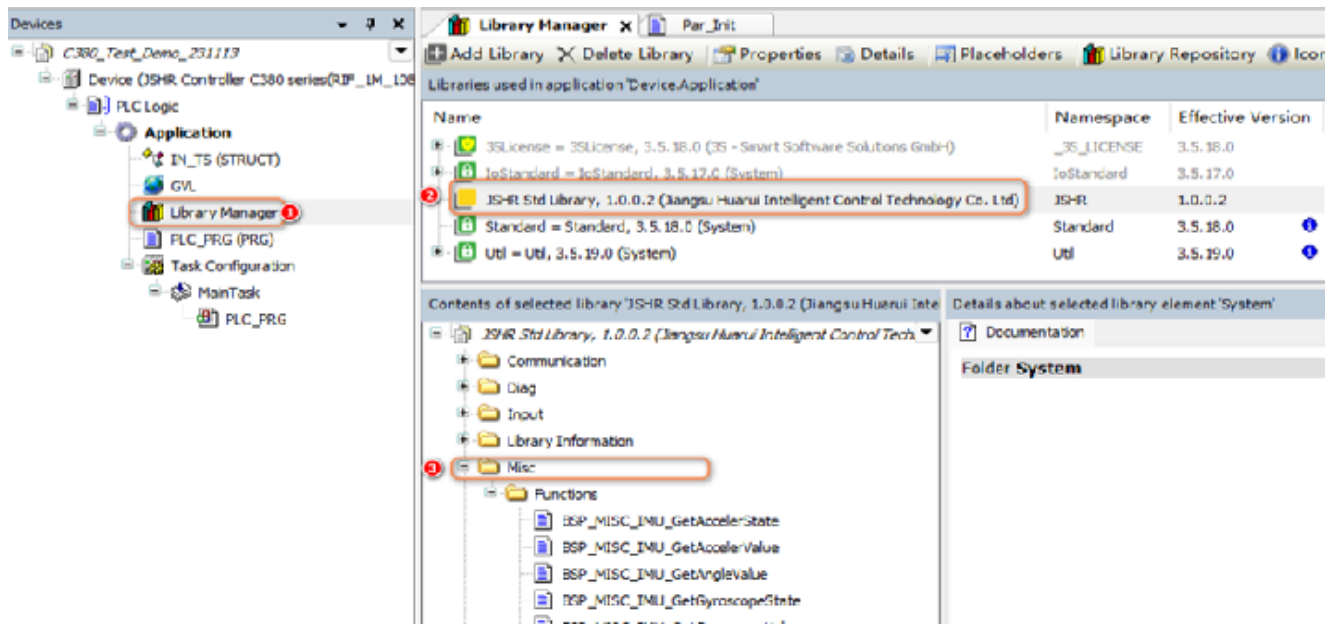 Devices
C380_Test_Demo_231113
Device (JSHR Controller C380 series(RIF_1M_108
PLC Logic
Application
IN_TS (STRUCT)
GVL
Library Manager 1
PLC_PRG (PRG)
Task Configuration
MainTask
PLC_PRG
Library Manager
Par_Init
Add Library
Delete Library
Properties
Details
Placeholders
Library Repository
Icon
Libraries used in application 'Device.Application'
Name Namespace Effective Version
3SLicense = 3SLicense, 3.5.18.0 (3S - Smart Software Solutions GmbH) _3S_LICENSE 3.5.18.0
IoStandard = IoStandard, 3.5.17.0 (System) IoStandard 3.5.17.0
2 JSHR Std Library, 1.0.0.2 (Jiangsu Huarui Intelligent Control Technology Co. Ltd) JSHR 1.0.0.2
Standard = Standard, 3.5.18.0 (System) Standard 3.5.18.0
Util = Util, 3.5.19.0 (System) Util 3.5.19.0
Contents of selected library 'JSHR Std Library, 1.0.0.2 (Jiangsu Huarui Inte
JSHR Std Library, 1.0.0.2 (Jiangsu Huarui Intelligent Control Tech
Communication
Diag
Input
Library Information
3 Misc
Functions
BSP_MISC_IMU_GetAccelerState
BSP_MISC_IMU_GetAccelerValue
BSP_MISC_IMU_GetAngleValue
BSP_MISC_IMU_GetGyroscopeState
Details about selected library element 'System'
Documentation
Folder System